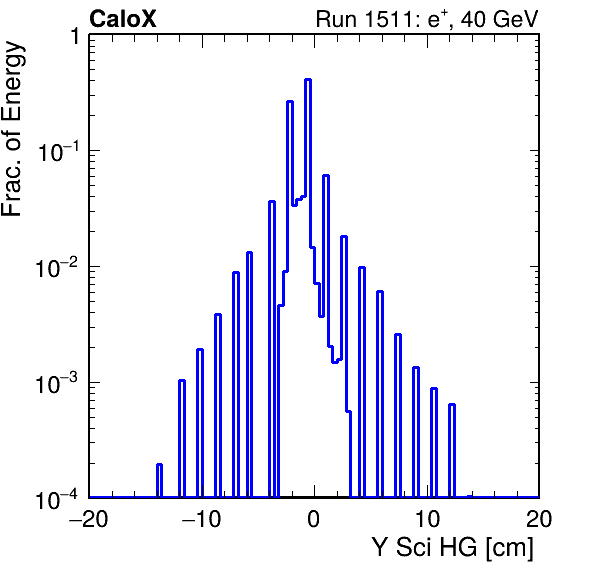 CaloX Run 1511: e⁺, 40 GeV
Frac. of Energy
1
10⁻¹
10⁻²
10⁻³
10⁻⁴
−20 −10 0 10 20
Y Sci HG [cm]